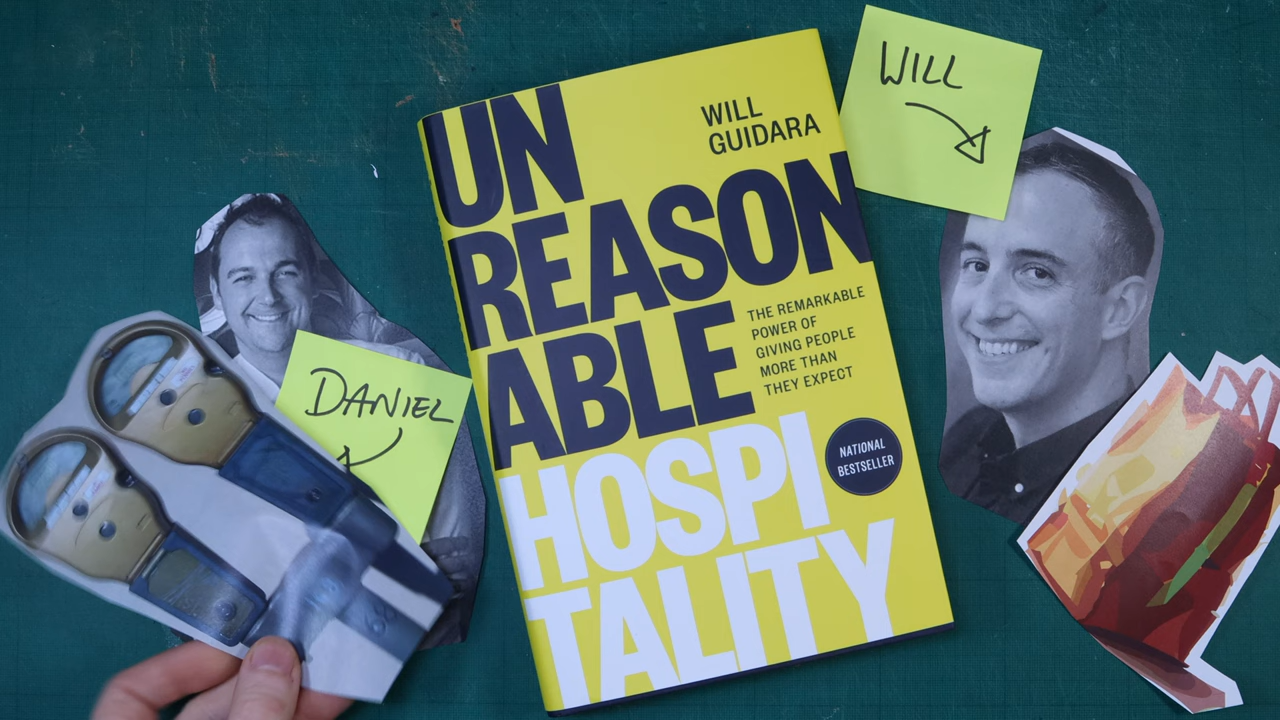 WILL
UN
WILL
GUIDARA
REASON
ABLE
THE REMARKABLE
POWER OF
GIVING PEOPLE
MORE THAN
THEY EXPECT
DANIEL
HOSPI
NATIONAL
BESTSELLER
TALITY